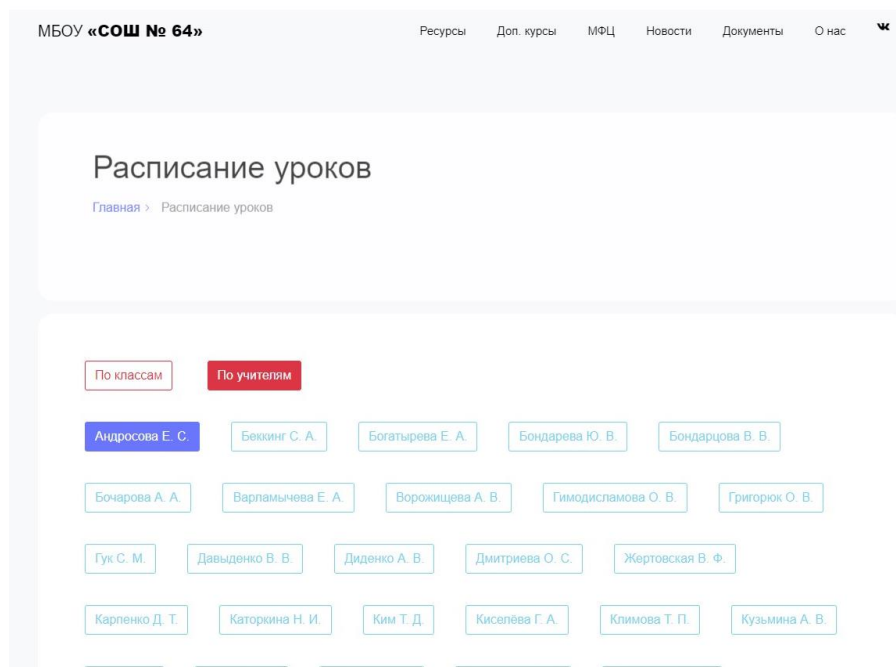 МБОУ «СОШ № 64» Ресурсы Доп. курсы МФЦ Новости Документы О нас
Расписание уроков
Главная > Расписание уроков
По классам По учителям
Андросова Е. С. Беккинг С. А. Богатырева Е. А. Бондарева Ю. В. Бондарцова В. В.
Бочарова А. А. Варламычева Е. А. Ворожищева А. В. Гимодисламова О. В. Григорюк О. В.
Гук С. М. Давыденко В. В. Диденко А. В. Дмитриева О. С. Жертовская В. Ф.
Карпенко Д. Т. Каторкина Н. И. Ким Т. Д. Киселёва Г. А. Климова Т. П. Кузьмина А. В.